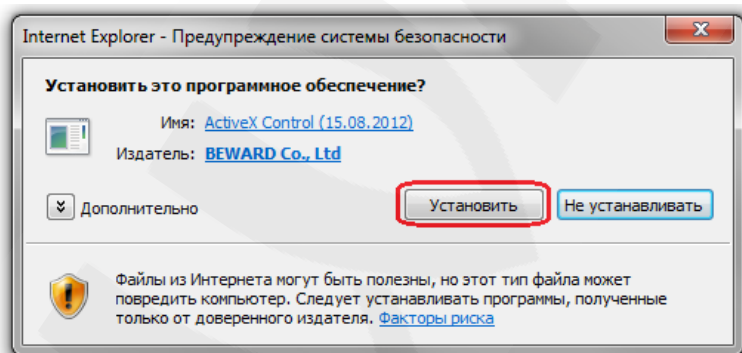 Internet Explorer - Предупреждение системы безопасности
Установить это программное обеспечение?
Имя: ActiveX Control (15.08.2012)
Издатель: BEWARD Co., Ltd
Дополнительно
Установить
Не устанавливать
Файлы из Интернета могут быть полезны, но этот тип файла может
повредить компьютер. Следует устанавливать программы, полученные
только от доверенного издателя. Факторы риска